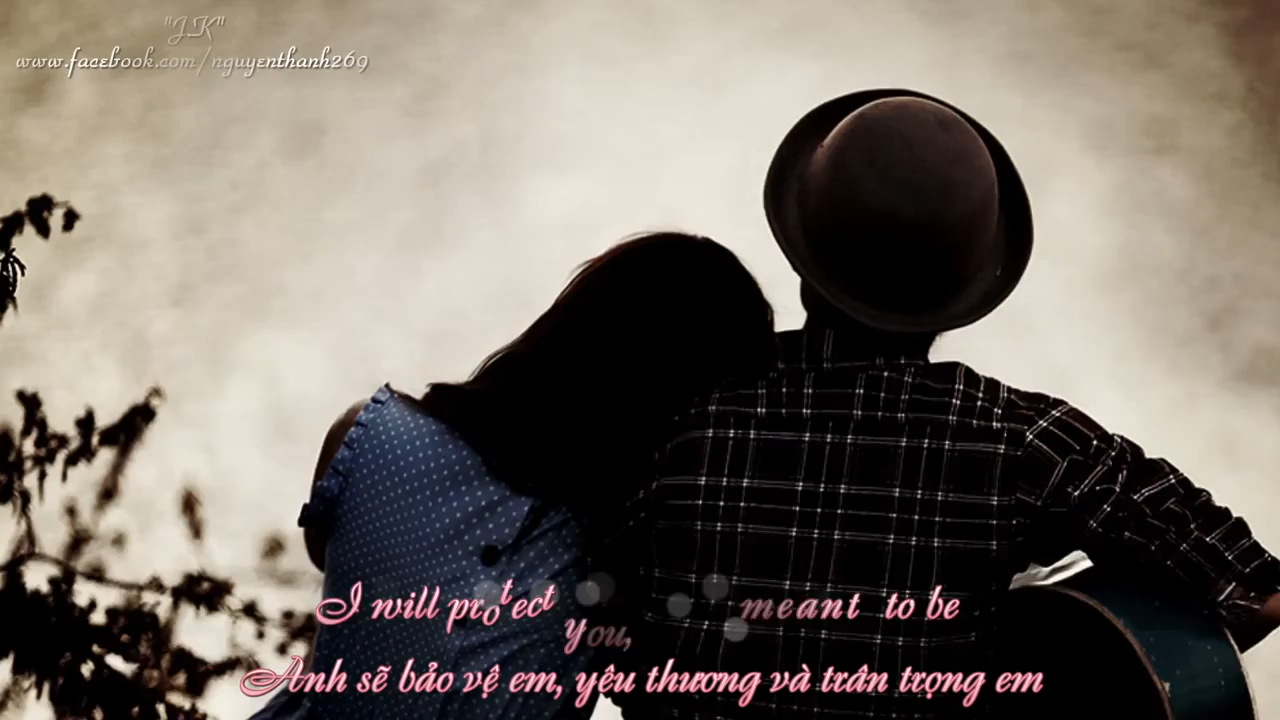 "J.K"
www.facebook.com/nguyenthanh269
I will protect you, meant to be
Anh sẽ bảo vệ em, yêu thương và trân trọng em